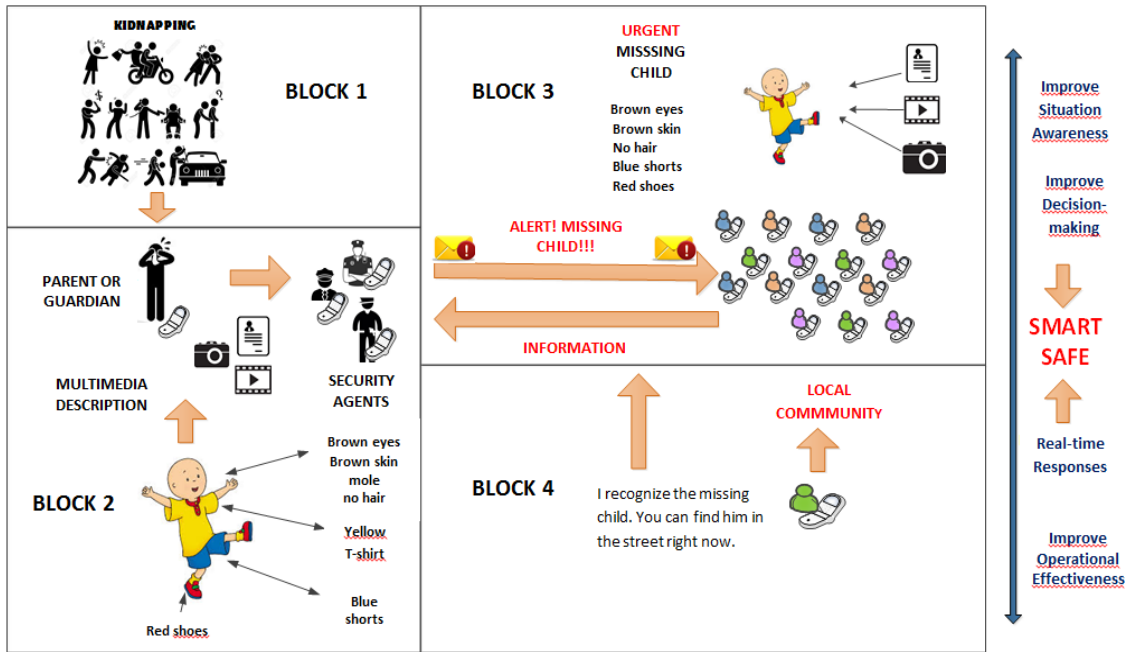 KIDNAPPING
BLOCK 1
PARENT OR
GUARDIAN
MULTIMEDIA
DESCRIPTION
SECURITY
AGENTS
BLOCK 2
Brown eyes
Brown skin
mole
no hair
Yellow
T-shirt
Blue
shorts
Red shoes
BLOCK 3
URGENT
MISSSING
CHILD
Brown eyes
Brown skin
No hair
Blue shorts
Red shoes
ALERT! MISSING
CHILD!!!
INFORMATION
BLOCK 4
LOCAL
COMMMUNITY
I recognize the missing
child. You can find him in
the street right now.
Improve
Situation
Awareness
Improve
Decision-
making
SMART
SAFE
Real-time
Responses
Improve
Operational
Effectiveness